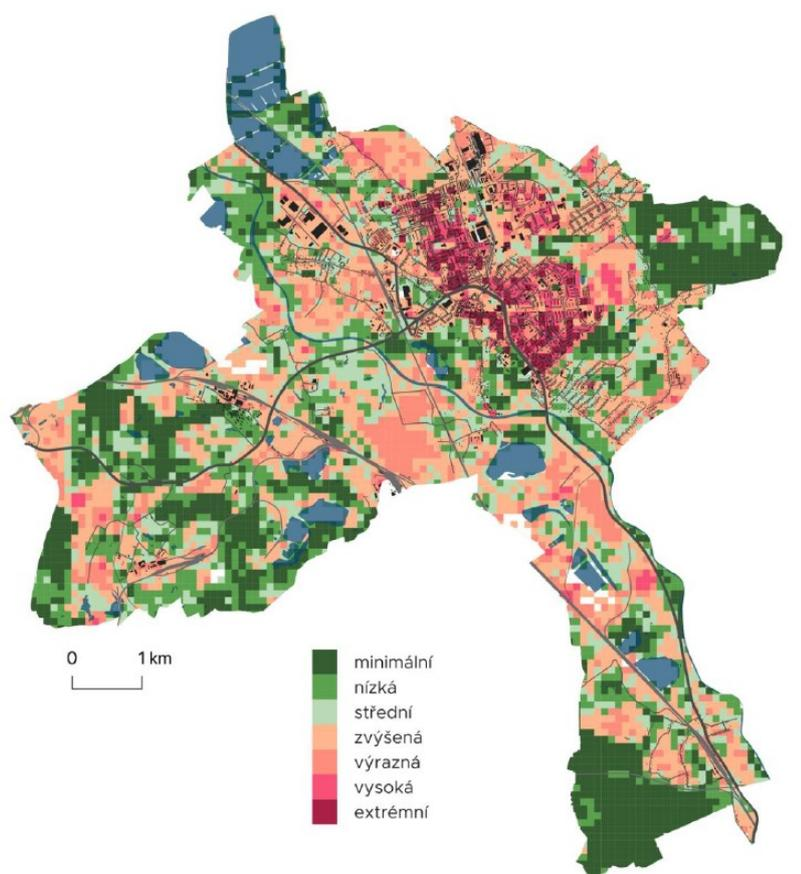 0 1 km
minimální
nízká
střední
zvýšená
výrazná
vysoká
extrémní